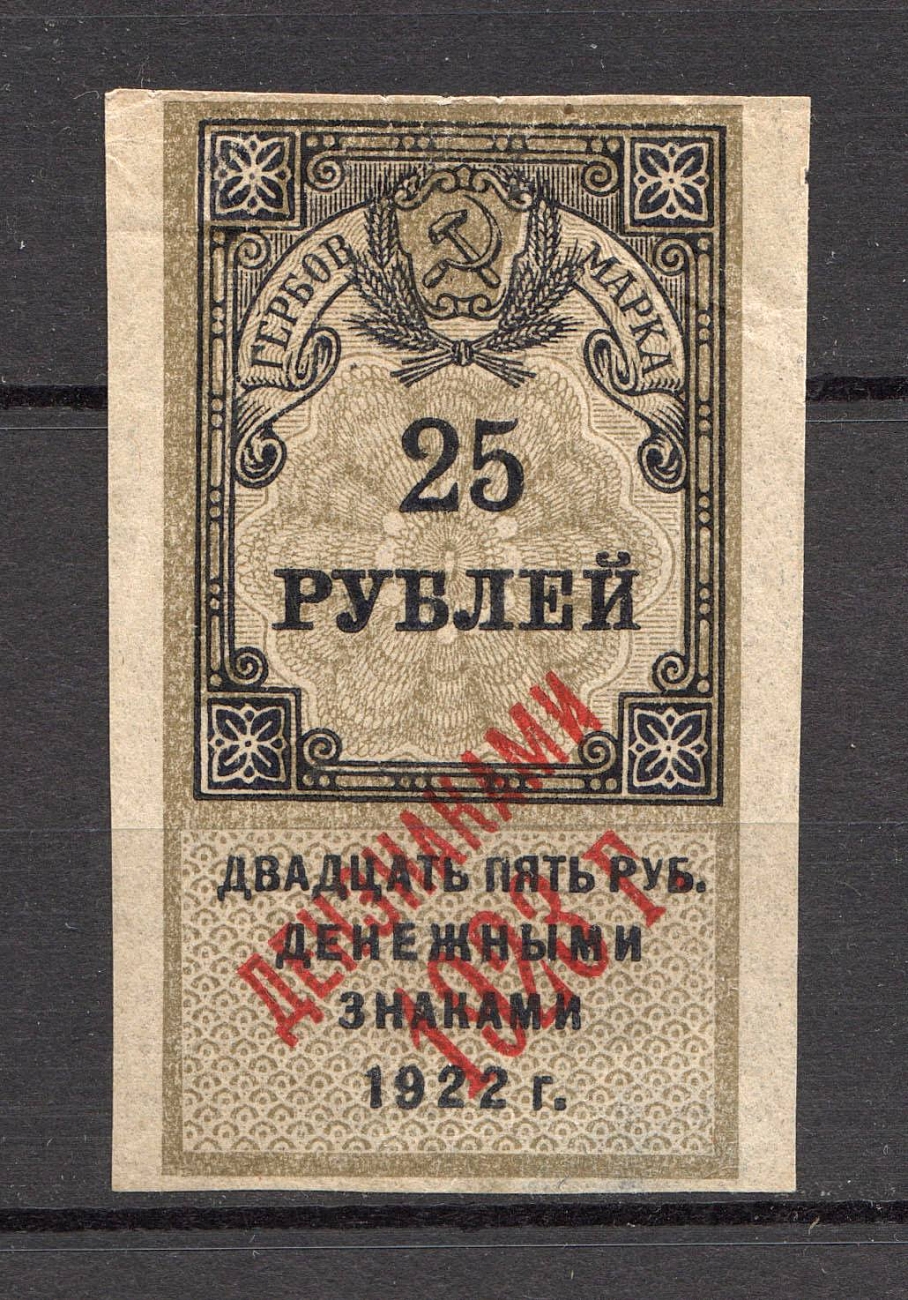 ГЕРБОВ МАРКА
25
РУБЛЕЙ
ДВАДЦАТЬ ПЯТЬ РУБ.
ДЕНЕЖНЫМИ
ЗНАКАМИ
1922 г.
ДЕНЗНАКАМИ
1923 г.